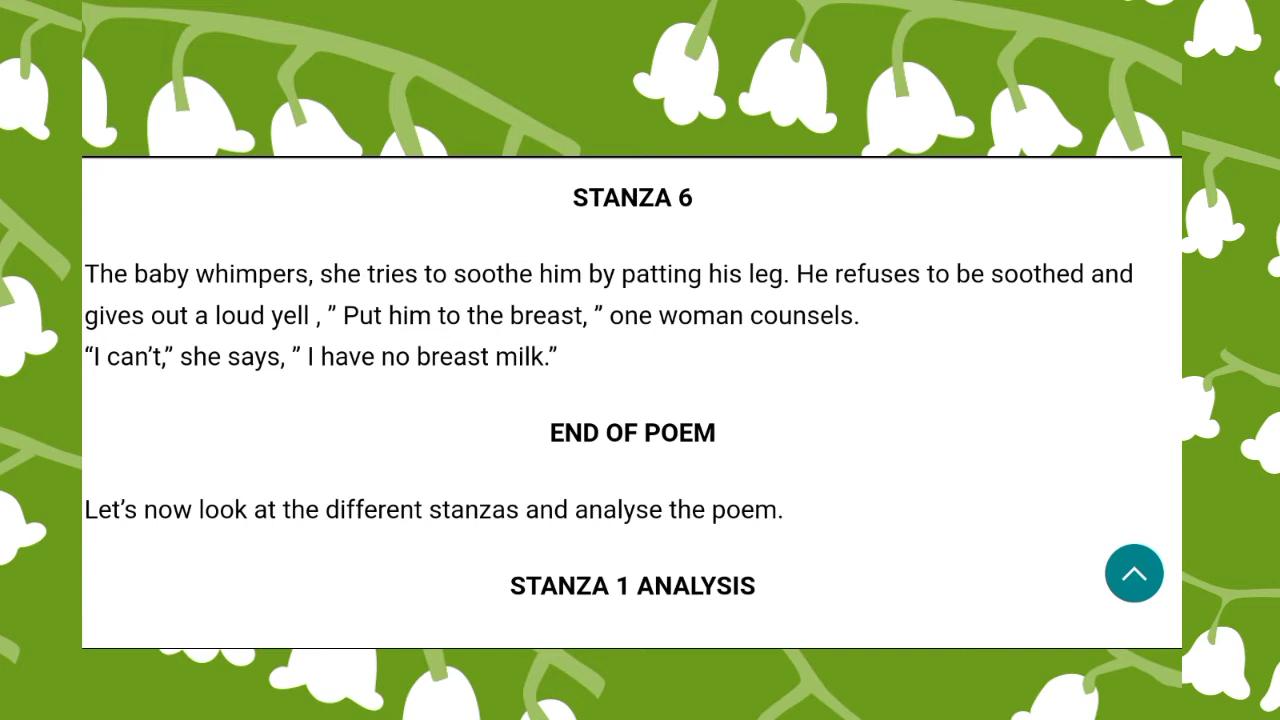 STANZA 6
The baby whimpers, she tries to soothe him by patting his leg. He refuses to be soothed and
gives out a loud yell , ” Put him to the breast, ” one woman counsels.
“I can’t,” she says, ” I have no breast milk.”
END OF POEM
Let’s now look at the different stanzas and analyse the poem.
STANZA 1 ANALYSIS